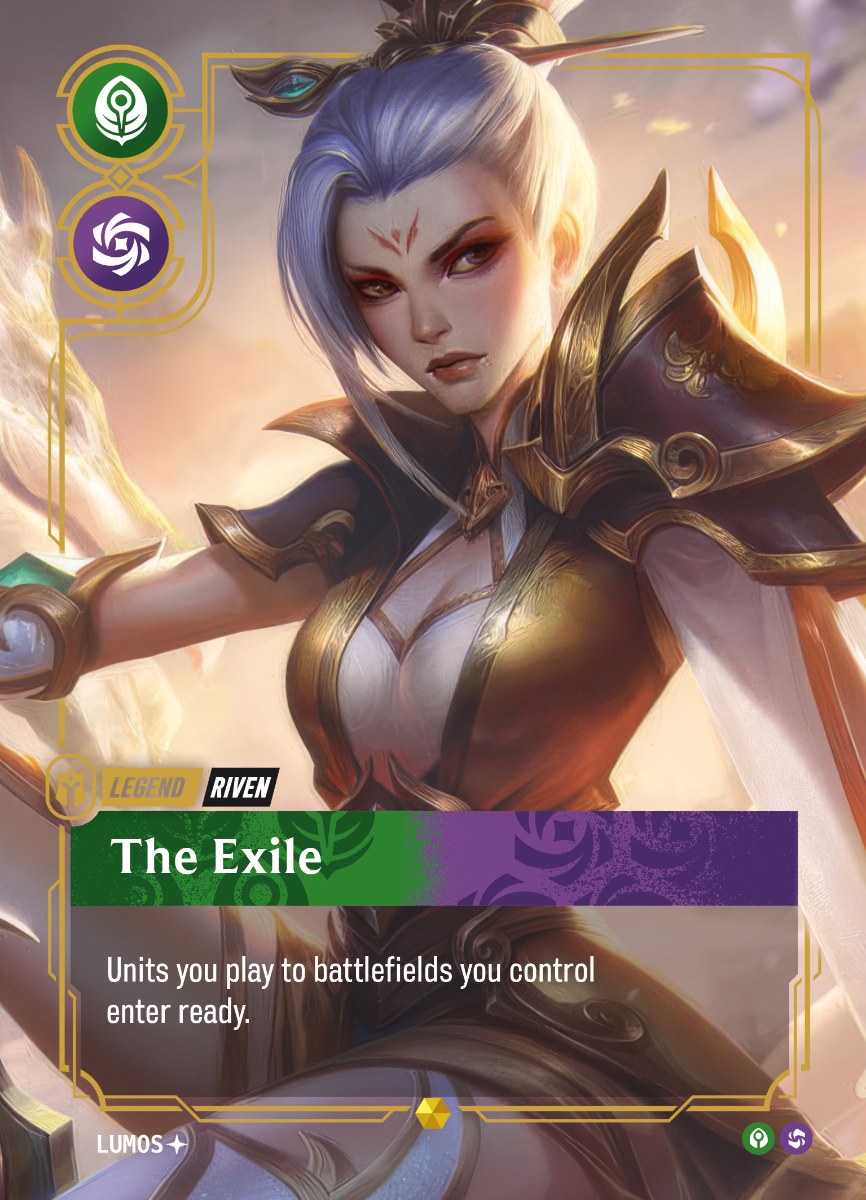 LEGEND RIVEN
The Exile
Units you play to battlefields you control
enter ready.
LUMOS